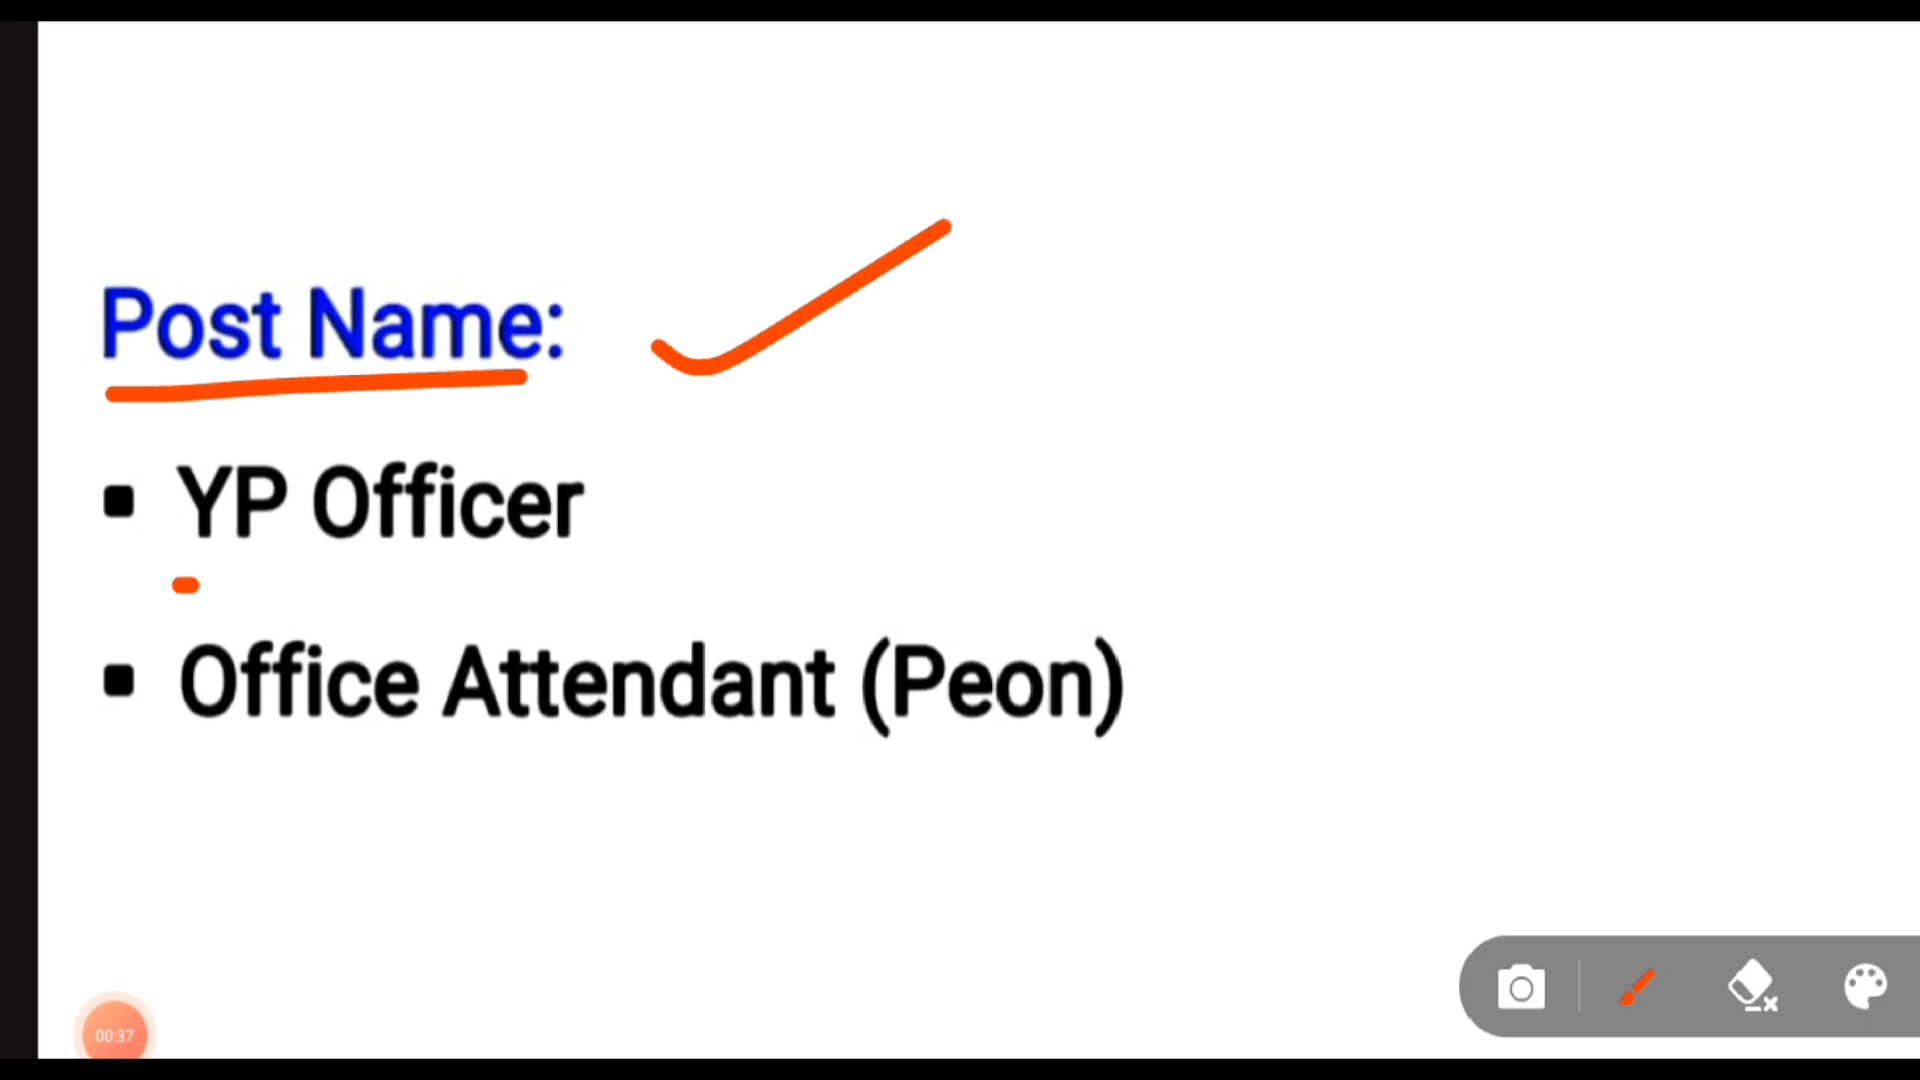 Post Name:
▪ YP Officer
▪ Office Attendant (Peon)
00:37